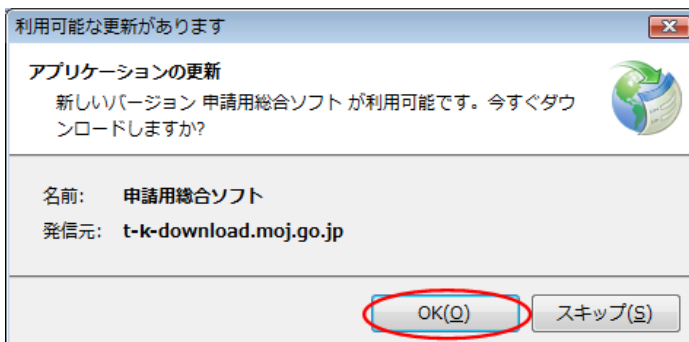 利用可能な更新があります
アプリケーションの更新
新しいバージョン 申請用総合ソフト が利用可能です。今すぐダウ
ンロードしますか?
名前: 申請用総合ソフト
発信元: t-k-download.moj.go.jp
OK(O) スキップ(S)